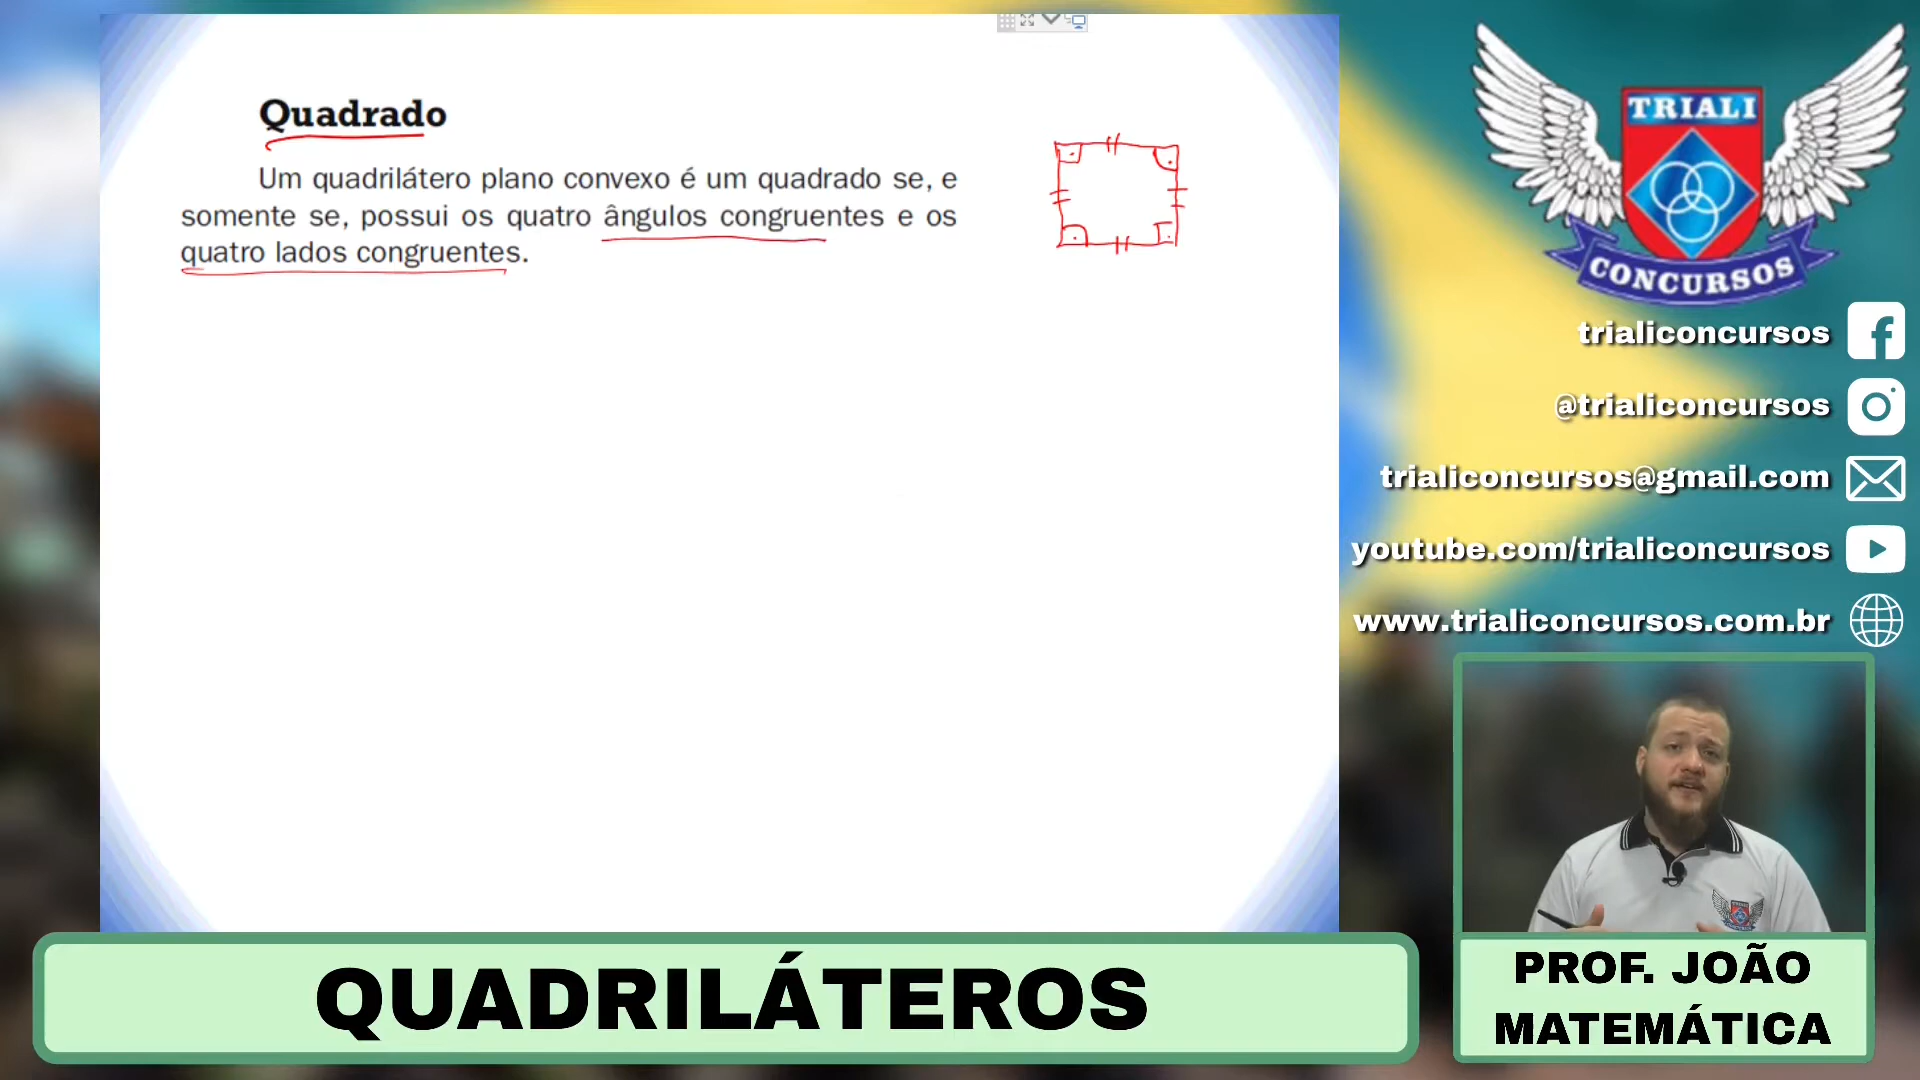 Quadrado
Um quadrilátero plano convexo é um quadrado se, e
somente se, possui os quatro ângulos congruentes e os
quatro lados congruentes.
TRIALI
CONCURSOS
trialiconcursos
@trialiconcursos
trialiconcursos@gmail.com
youtube.com/trialiconcursos
www.trialiconcursos.com.br
QUADRILÁTEROS
PROF. JOÃO
MATEMÁTICA